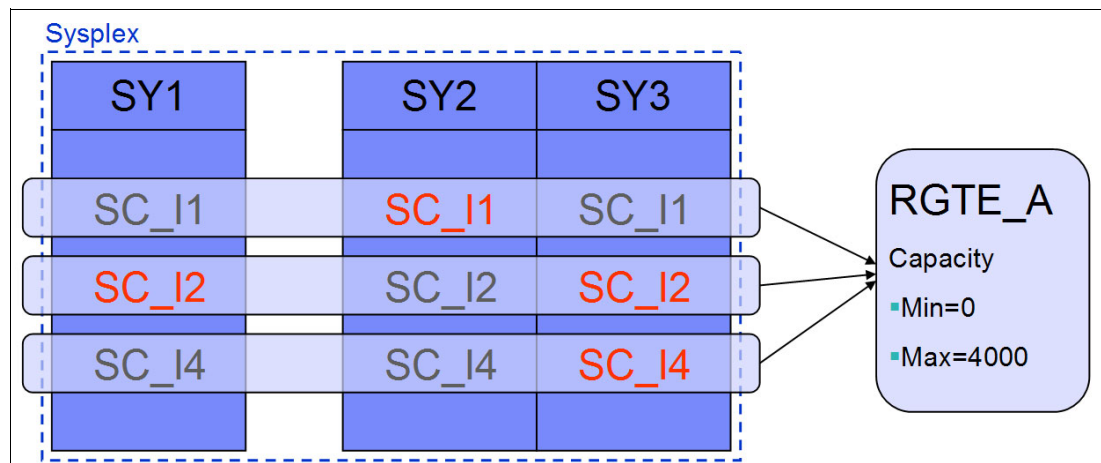 Sysplex
SY1 SY2 SY3
SC_I1 SC_I1 SC_I1
SC_I2 SC_I2 SC_I2
SC_I4 SC_I4 SC_I4
RGTE_A
Capacity
▪Min=0
▪Max=4000